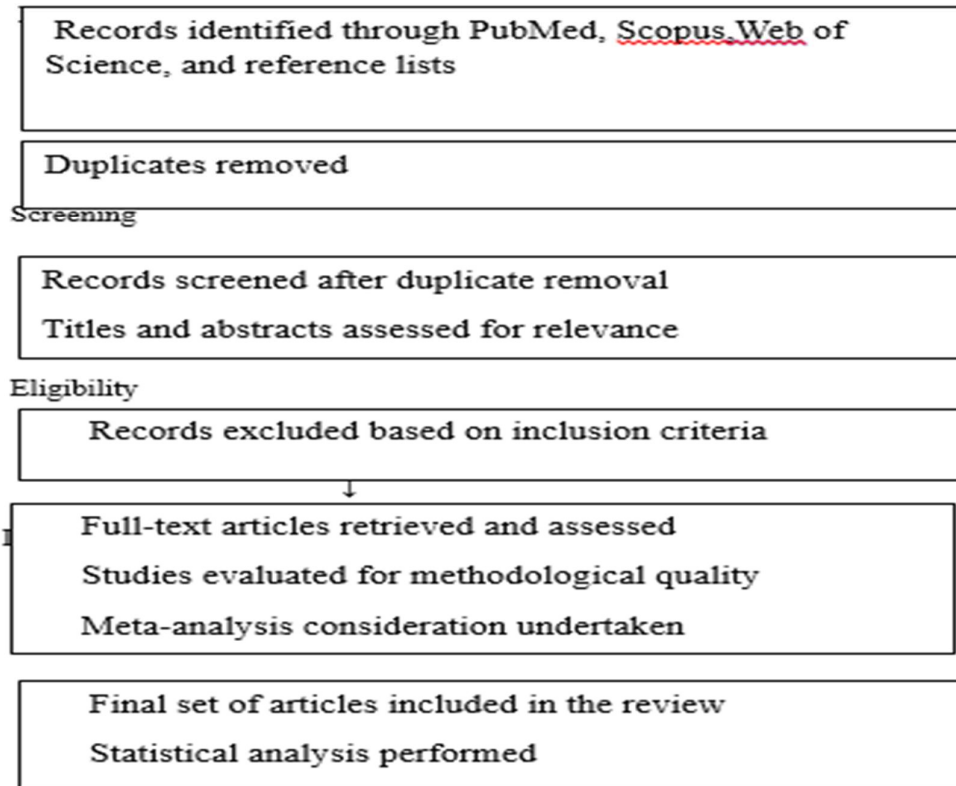 Records identified through PubMed, Scopus,Web of
Science, and reference lists
Duplicates removed
Screening
Records screened after duplicate removal
Titles and abstracts assessed for relevance
Eligibility
Records excluded based on inclusion criteria
↓
Full-text articles retrieved and assessed
Studies evaluated for methodological quality
Meta-analysis consideration undertaken
Final set of articles included in the review
Statistical analysis performed